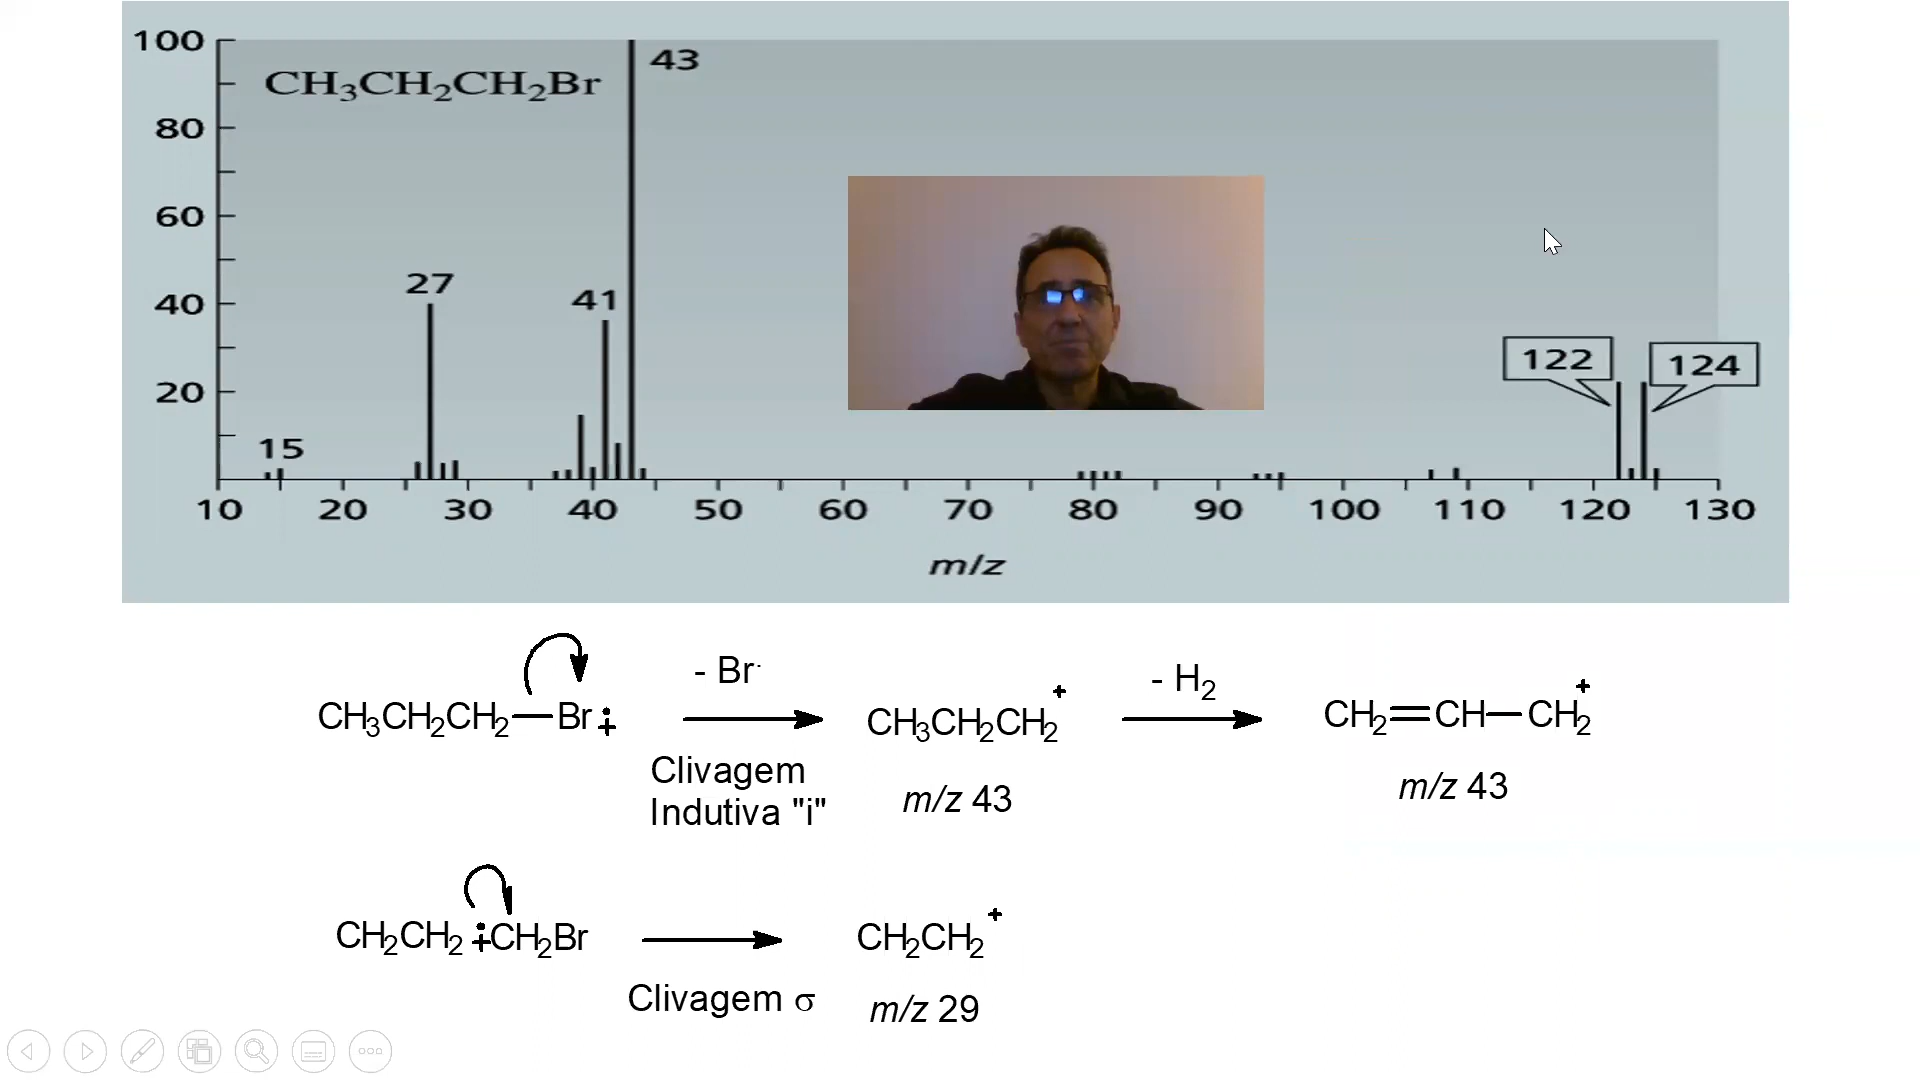 100
CH₃CH₂CH₂Br
43
80
60
40
27
41
20
15
122
124
10 20 30 40 50 60 70 80 90 100 110 120 130
m/z
CH₃CH₂CH₂—Br
- Br·
Clivagem
Indutiva "i"
CH₃CH₂CH₂⁺
m/z 43
- H₂
CH₂=CH—CH₂⁺
m/z 43
CH₂CH₂ ·+CH₂Br
Clivagem σ
CH₂CH₂⁺
m/z 29